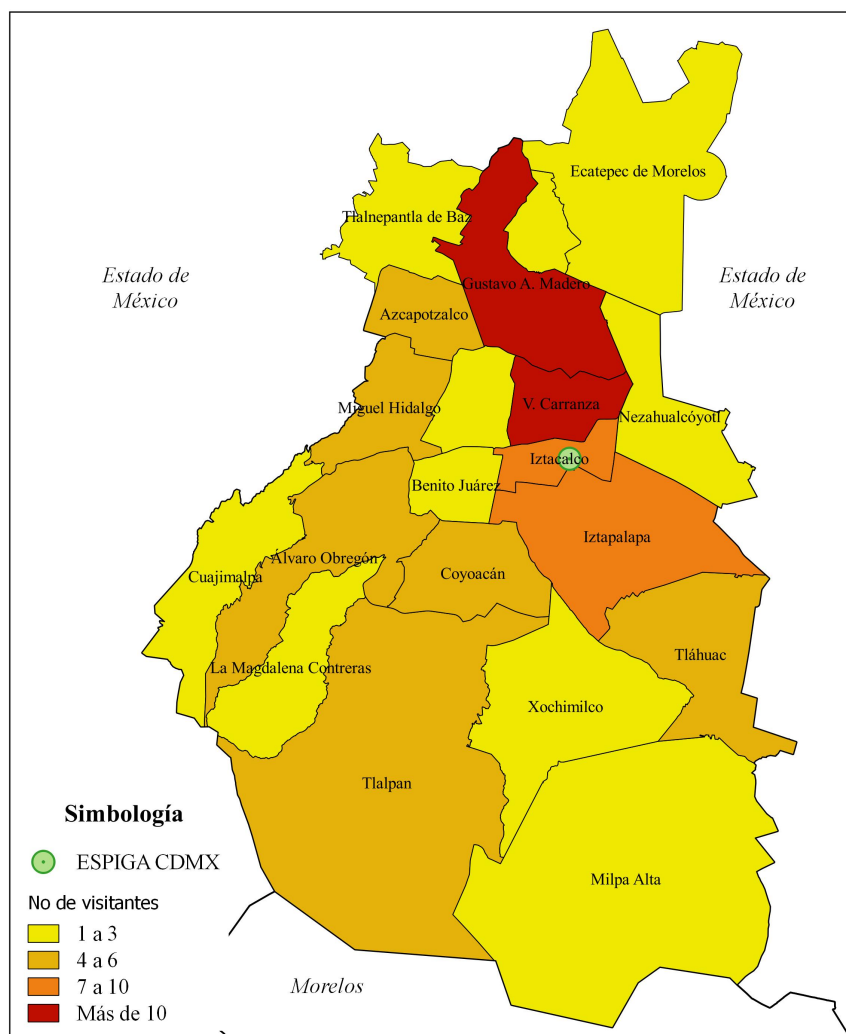 Ecatepec de Morelos
Tlalnepantla de Baz
Estado de
México
Estado de
México
Gustavo A. Madero
Azcapotzalco
Miguel Hidalgo
V. Carranza
Nezahualcóyotl
Iztacalco
Benito Juárez
Iztapalapa
Álvaro Obregón
Coyoacán
Cuajimalpa
Tláhuac
La Magdalena Contreras
Xochimilco
Tlalpan
Milpa Alta
Morelos
Simbología
ESPIGA CDMX
No de visitantes
1 a 3
4 a 6
7 a 10
Más de 10